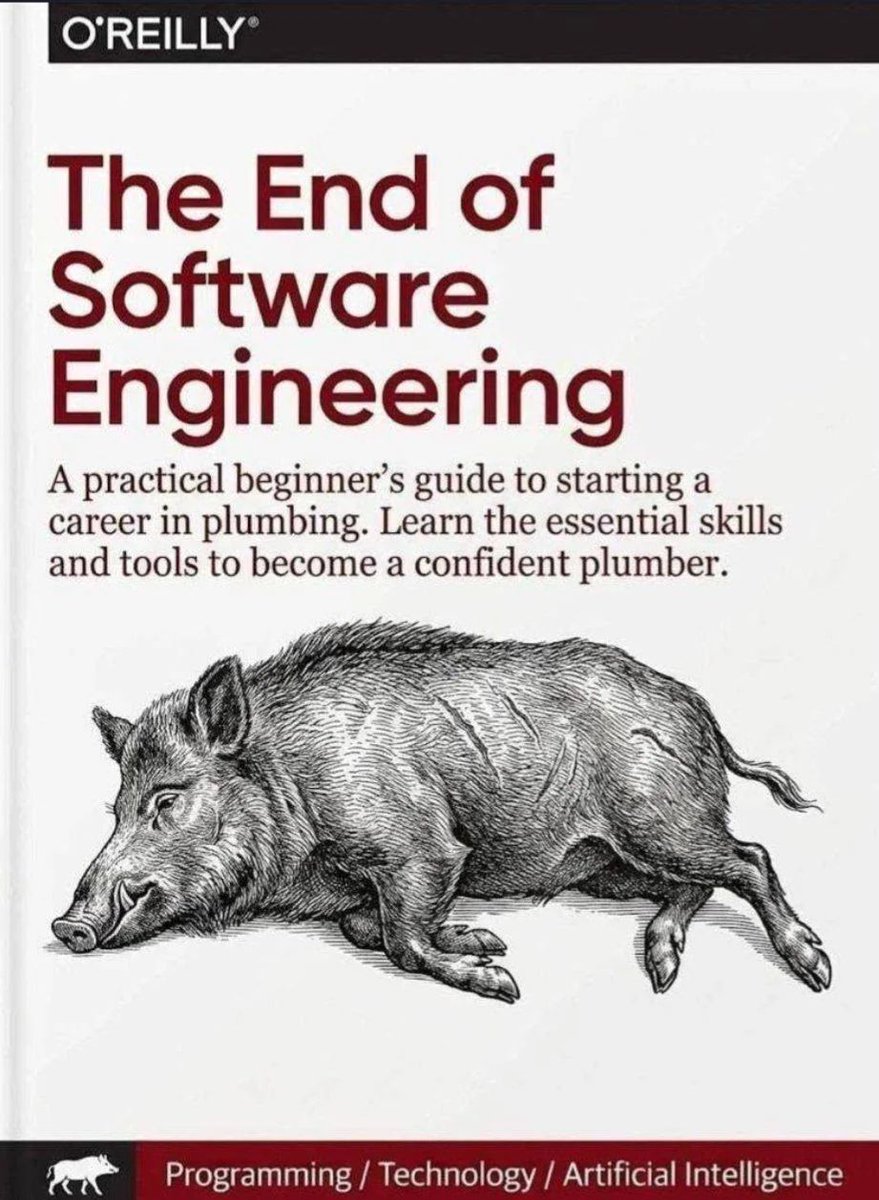 O'REILLY®
The End of
Software
Engineering
A practical beginner’s guide to starting a
career in plumbing. Learn the essential skills
and tools to become a confident plumber.
Programming / Technology / Artificial Intelligence